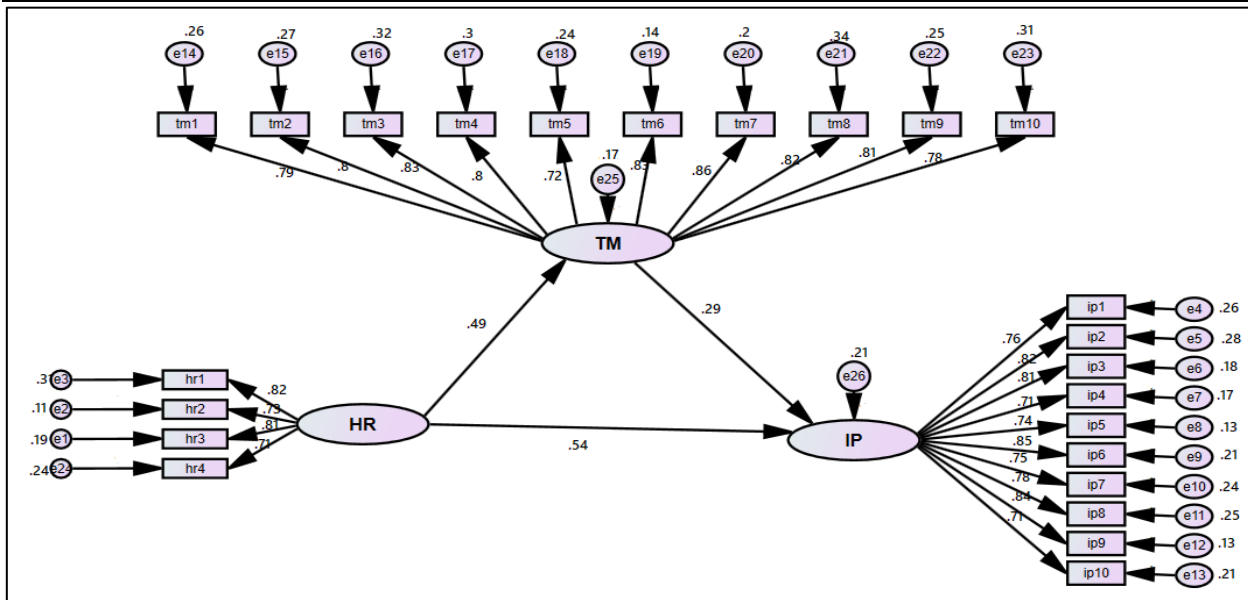 .26 .27 .32 .3 .24 .14 .2 .34 .25 .31
e14 e15 e16 e17 e18 e19 e20 e21 e22 e23
tm1 tm2 tm3 tm4 tm5 tm6 tm7 tm8 tm9 tm10
.79 .8 .83 .8 .72 .83 .86 .82 .81 .78
.17
e25
TM
.49 .29
.54
.31 e3 hr1 .82
.11 e2 hr2 .73
.19 e1 hr3 .81
.24 e24 hr4 .71
HR
.21
e26
IP
.76 ip1 e4 .26
.82 ip2 e5 .28
.81 ip3 e6 .18
.71 ip4 e7 .17
.74 ip5 e8 .13
.85 ip6 e9 .21
.75 ip7 e10 .24
.78 ip8 e11 .25
.84 ip9 e12 .13
.71 ip10 e13 .21